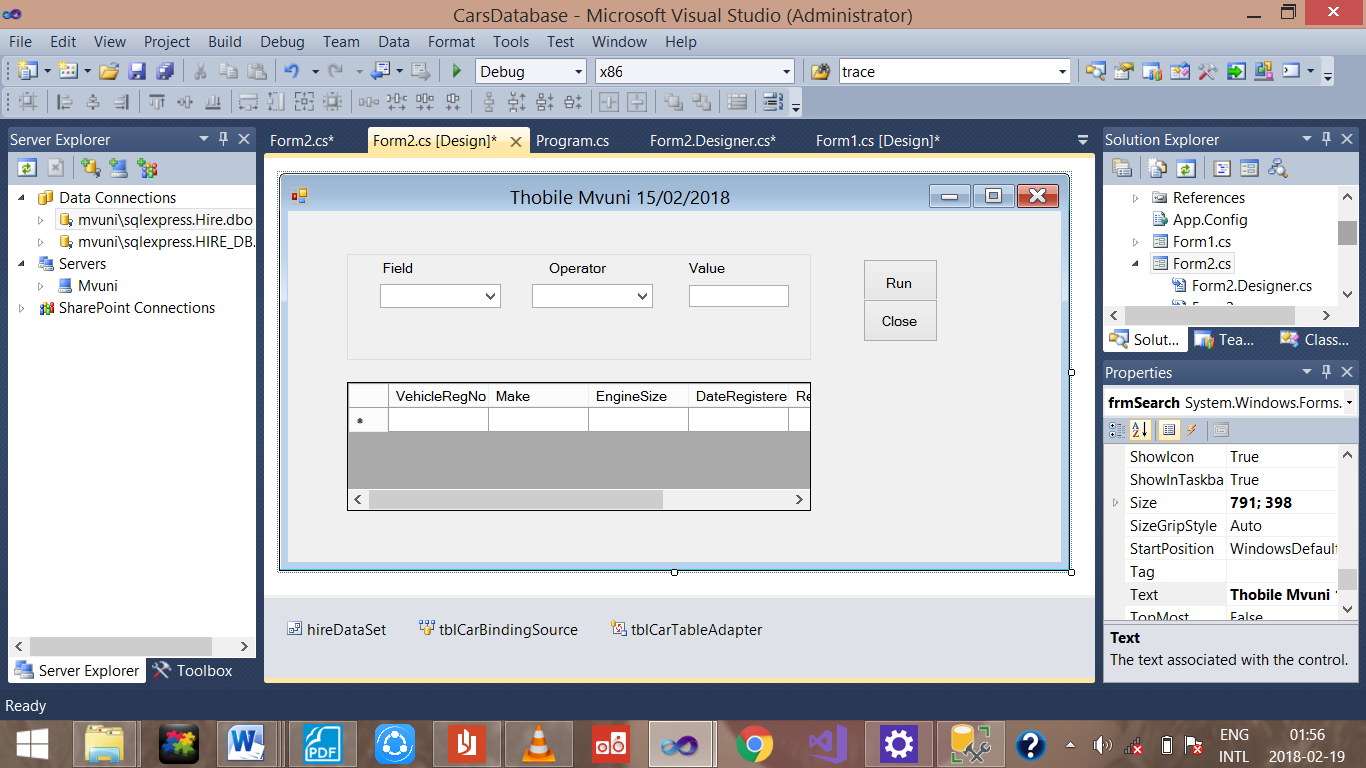 CarsDatabase - Microsoft Visual Studio (Administrator)
File Edit View Project Build Debug Team Data Format Tools Test Window Help
Debug x86 trace
Server Explorer
Data Connections
mvuni\sqlexpress.Hire.dbo
mvuni\sqlexpress.HIRE_DB.
Servers
Mvuni
SharePoint Connections
Server Explorer Toolbox
Form2.cs* Form2.cs [Design]* Program.cs Form2.Designer.cs* Form1.cs [Design]*
Thobile Mvuni 15/02/2018
Field Operator Value
Run
Close
VehicleRegNo Make EngineSize DateRegistere Re
*
hireDataSet tblCarBindingSource tblCarTableAdapter
Solution Explorer
References
App.Config
Form1.cs
Form2.cs
Form2.Designer.cs
Solut... Tea... Class...
Properties
frmSearch System.Windows.Forms.
ShowIcon True
ShowInTaskba True
Size 791; 398
SizeGripStyle Auto
StartPosition WindowsDefault
Tag
Text Thobile Mvuni
TopMost False
Text
The text associated with the control.
Ready
PDF
ENG 01:56
INTL 2018-02-19